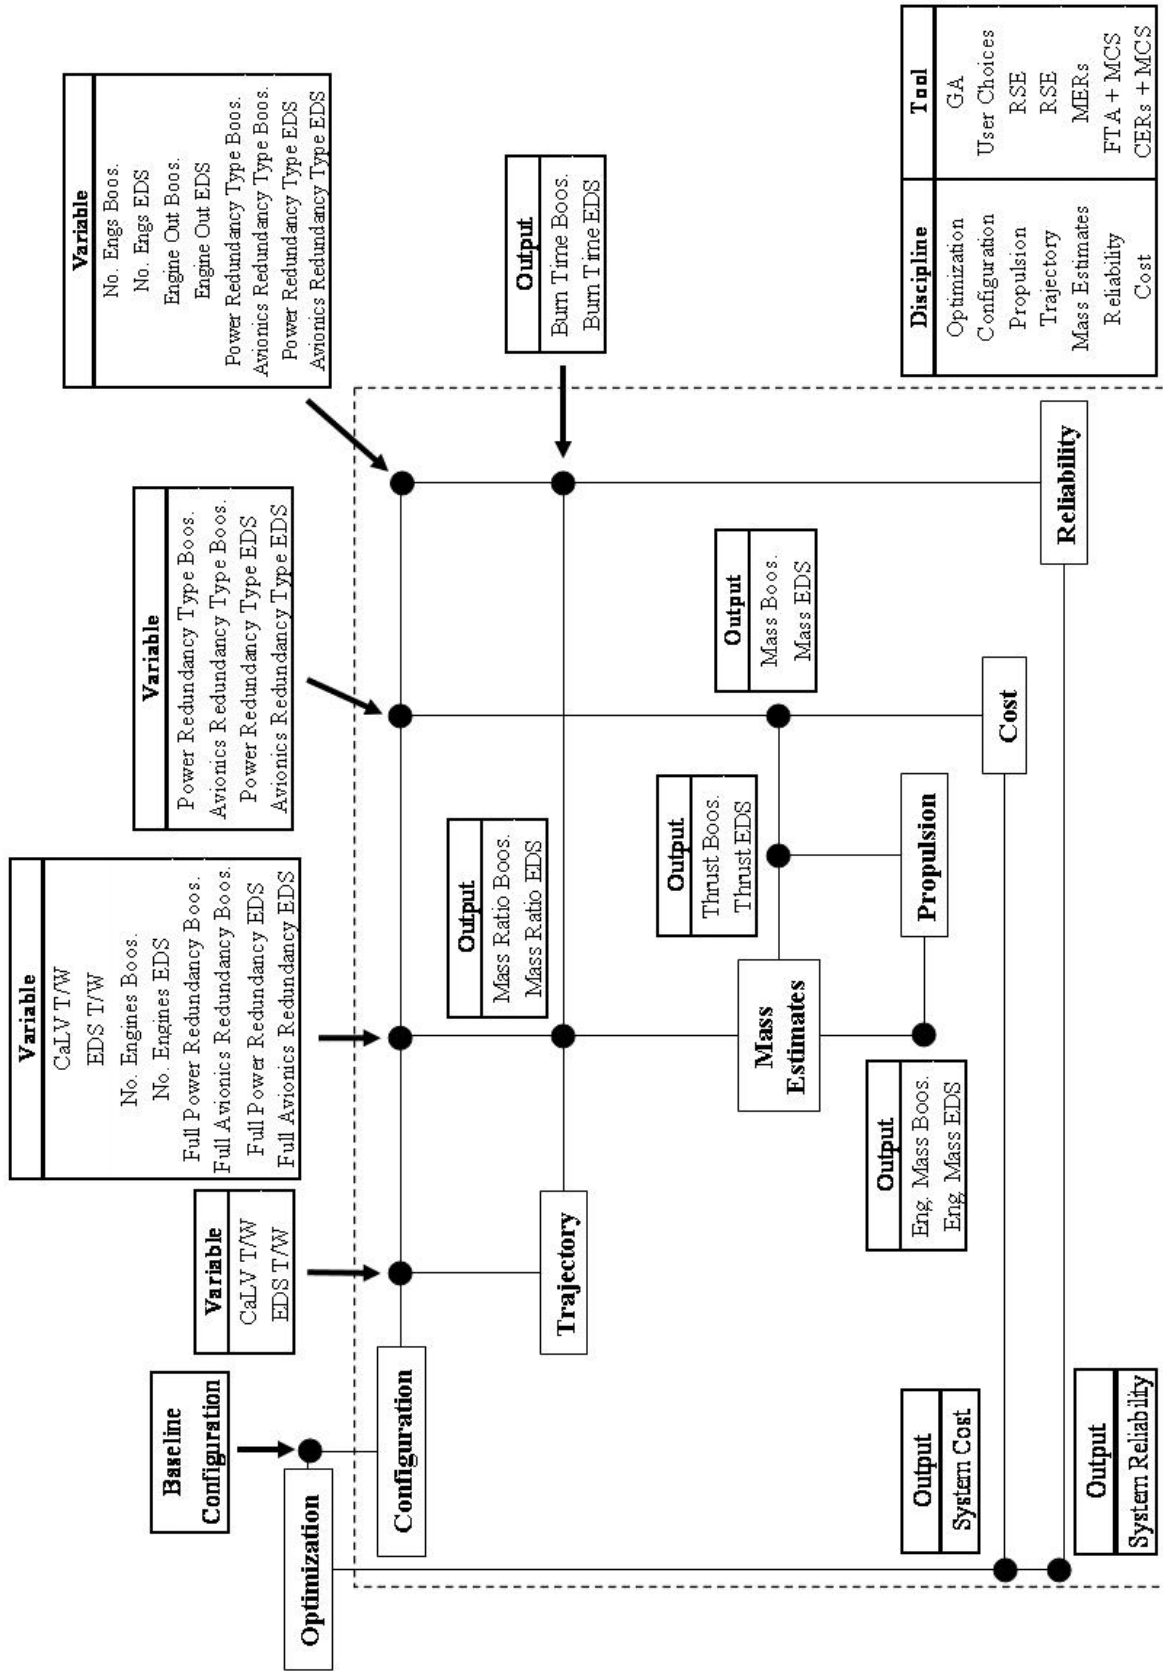 Baseline
Configuration
Variable
CaLV T/W
EDS T/W
Variable
CaLV T/W
EDS T/W
No. Engines Boos.
No. Engines EDS
Full Power Redundancy Boos.
Full Avionics Redundancy Boos.
Full Power Redundancy EDS
Full Avionics Redundancy EDS
Variable
Power Redundancy Type Boos.
Avionics Redundancy Type Boos.
Power Redundancy Type EDS
Avionics Redundancy Type EDS
Variable
No. Engs Boos.
No. Engs EDS
Engine Out Boos.
Engine Out EDS
Power Redundancy Type Boos.
Avionics Redundancy Type Boos.
Power Redundancy Type EDS
Avionics Redundancy Type EDS
Optimization
Configuration
Output
Mass Ratio Boos.
Mass Ratio EDS
Output
Burn Time Boos.
Burn Time EDS
Trajectory
Output
Thrust Boos.
Thrust EDS
Output
Mass Boos.
Mass EDS
Mass
Estimates
Output
Eng. Mass Boos.
Eng. Mass EDS
Propulsion
Output
System Cost
Cost
Output
System Reliability
Reliability
Discipline Tool
Optimization GA
Configuration User Choices
Propulsion RSE
Trajectory RSE
Mass Estimates MERs
Reliability FTA + MCS
Cost CERs + MCS